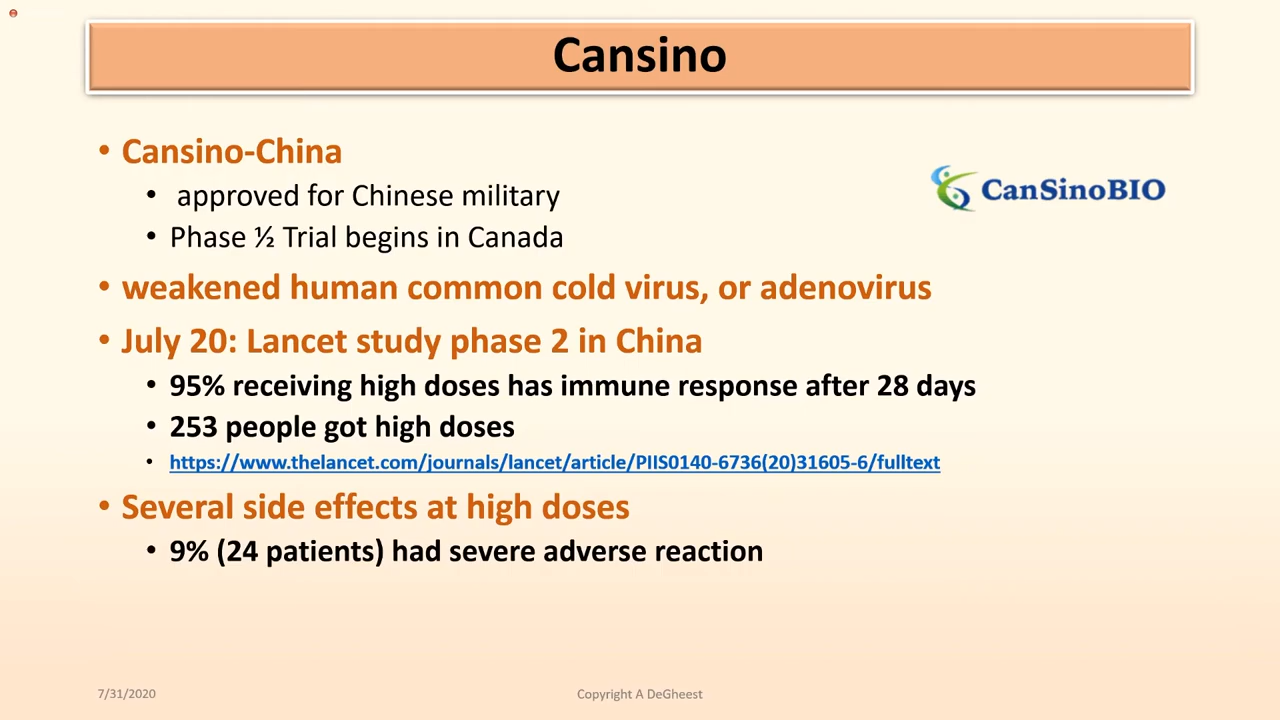 Cansino
• Cansino-China
• approved for Chinese military
• Phase ½ Trial begins in Canada
CanSinoBIO
• weakened human common cold virus, or adenovirus
• July 20: Lancet study phase 2 in China
• 95% receiving high doses has immune response after 28 days
• 253 people got high doses
• https://www.thelancet.com/journals/lancet/article/PIIS0140-6736(20)31605-6/fulltext
• Several side effects at high doses
• 9% (24 patients) had severe adverse reaction
7/31/2020
Copyright A DeGheest